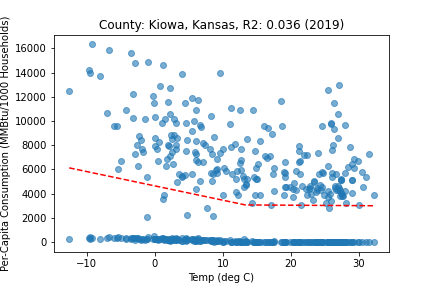 County: Kiowa, Kansas, R2: 0.036 (2019)
Per-Capita Consumption (MMBtu/1000 Households)
16000
14000
12000
10000
8000
6000
4000
2000
0
−10 0 10 20 30
Temp (deg C)